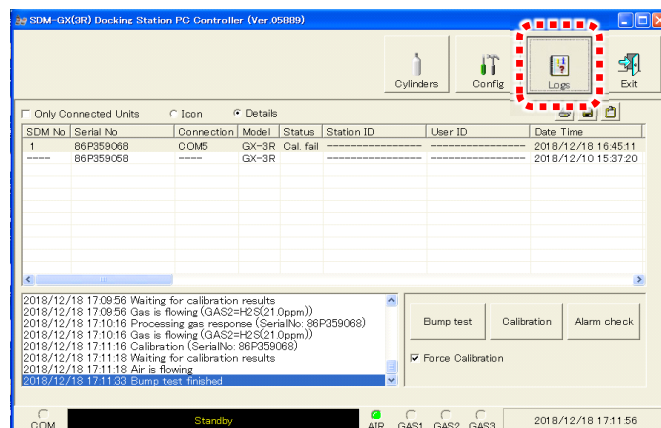 SDM-GX(3R) Docking Station PC Controller (Ver.05889)
Cylinders Config Logs Exit
Only Connected Units Icon Details
SDM No Serial No Connection Model Status Station ID User ID Date Time
1 86P359068 COM5 GX-3R Cal. fail ---------------- ---------------- 2018/12/18 16:45:11
---- 86P359058 ---- GX-3R ---------------- ---------------- 2018/12/10 15:37:20
2018/12/18 17:09:56 Waiting for calibration results
2018/12/18 17:09:56 Gas is flowing (GAS2=H2S(21.0ppm))
2018/12/18 17:10:16 Processing gas response (SerialNo: 86P359068)
2018/12/18 17:10:16 Gas is flowing (GAS2=H2S(21.0ppm))
2018/12/18 17:11:16 Calibration (SerialNo: 86P359068)
2018/12/18 17:11:18 Waiting for calibration results
2018/12/18 17:11:18 Air is flowing
2018/12/18 17:11:33 Bump test finished
Bump test Calibration Alarm check
Force Calibration
COM Standby AIR GAS1 GAS2 GAS3 2018/12/18 17:11:56